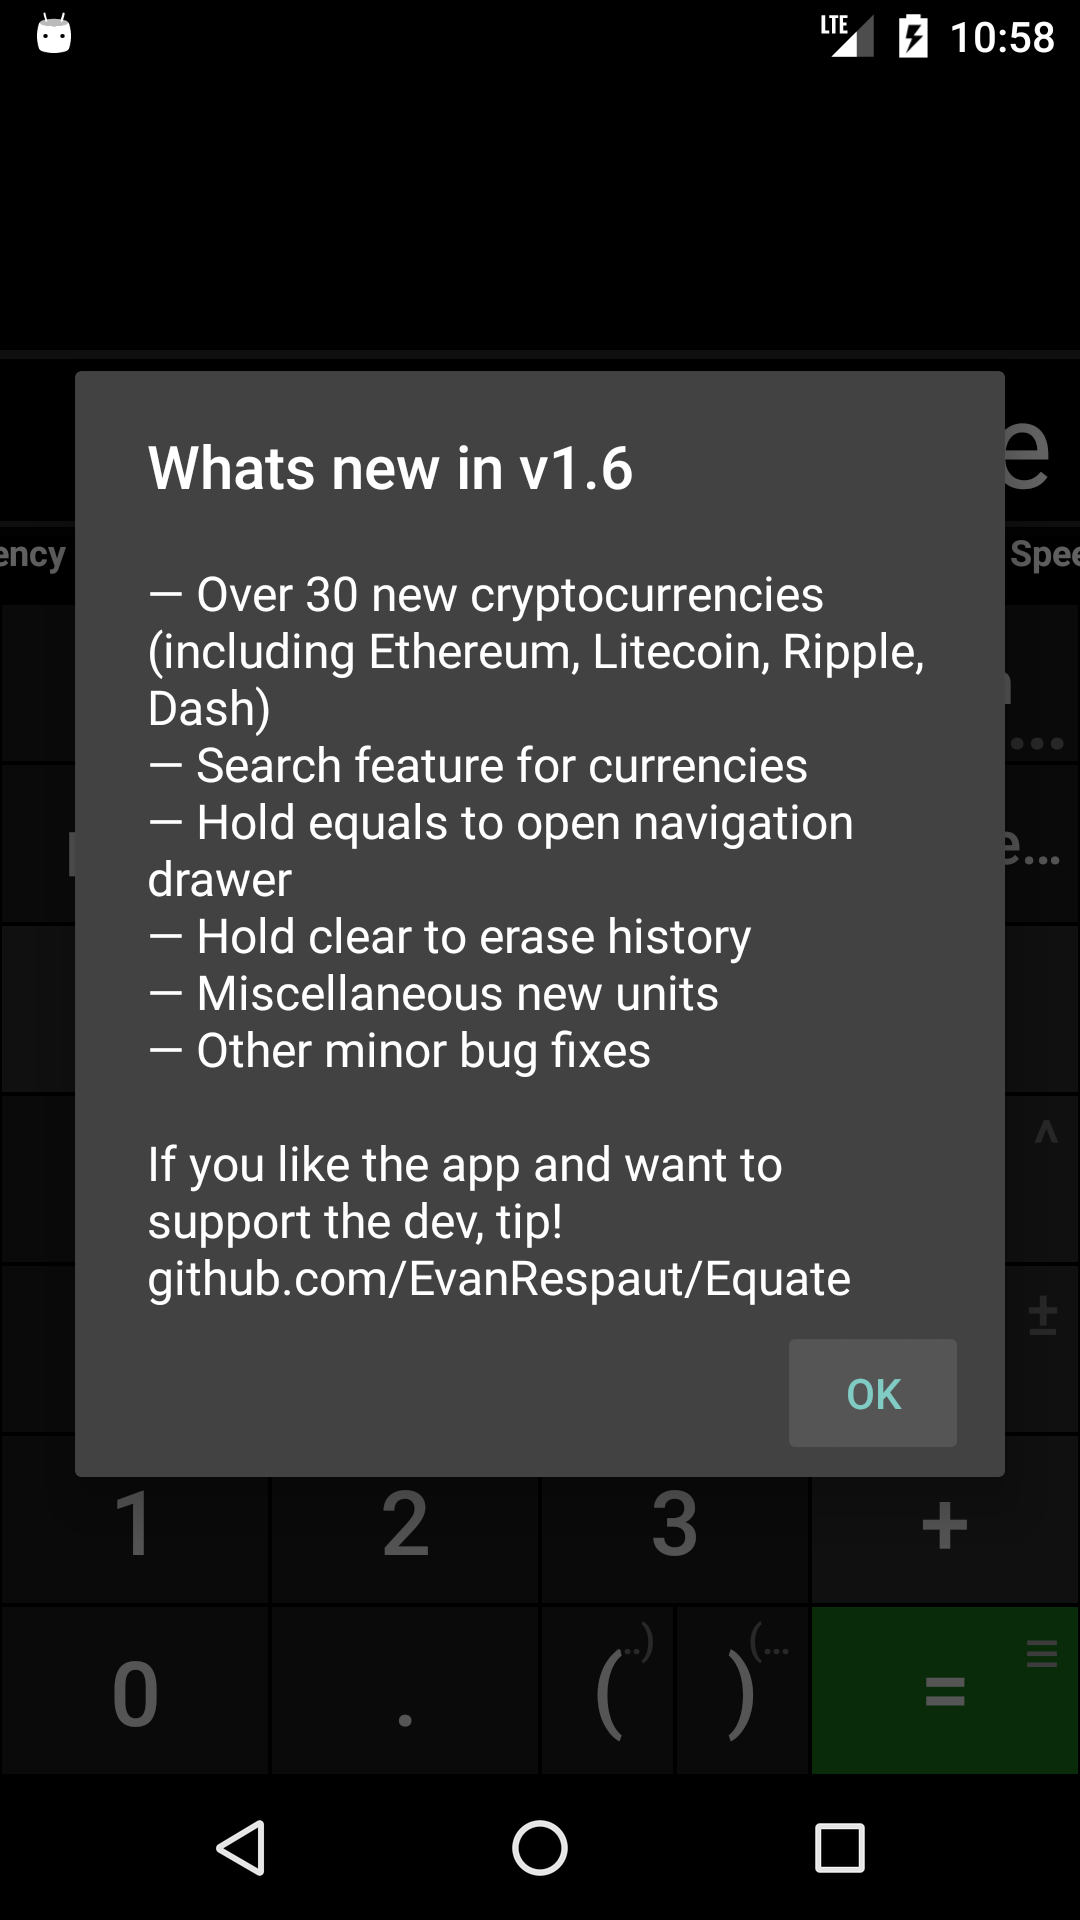 LTE 10:58
e
Whats new in v1.6
— Over 30 new cryptocurrencies
(including Ethereum, Litecoin, Ripple,
Dash)
— Search feature for currencies
— Hold equals to open navigation
drawer
— Hold clear to erase history
— Miscellaneous new units
— Other minor bug fixes
If you like the app and want to
support the dev, tip!
github.com/EvanRespaut/Equate
OK
ency
Spee
e...
^
±
1 2 3 +
0 . ( ..) ) (... =